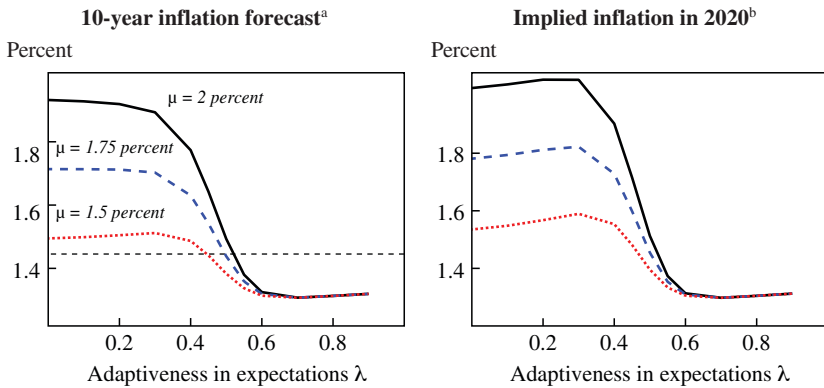 10-year inflation forecastᵃ
Percent
μ = 2 percent
1.8
μ = 1.75 percent
1.6
μ = 1.5 percent
1.4
0.2 0.4 0.6 0.8
Adaptiveness in expectations λ
Implied inflation in 2020ᵇ
Percent
1.8
1.6
1.4
0.2 0.4 0.6 0.8
Adaptiveness in expectations λ